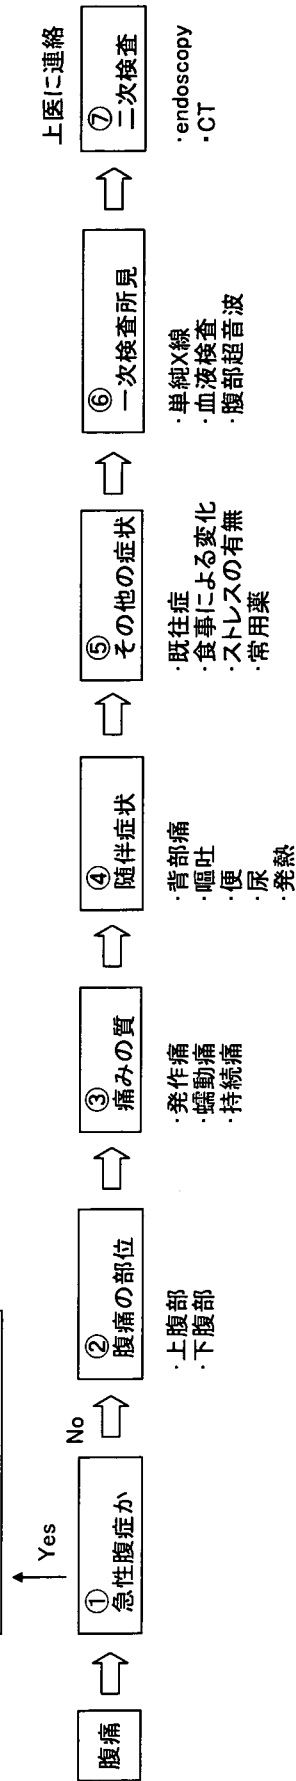 腹痛
Yes
①
急性腹症か
No
②
腹痛の部位
・上腹部
・下腹部
③
痛みの質
・発作痛
・蠕動痛
・持続痛
④
随伴症状
・背部痛
・嘔吐
・便
・尿
・発熱
⑤
その他の症状
・既往症
・食事による変化
・ストレスの有無
・常用薬
⑥
一次検査所見
・単純X線
・血液検査
・腹部超音波
上医に連絡
⑦
二次検査
・endoscopy
・CT